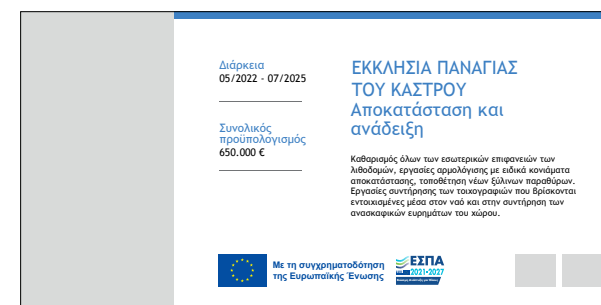 Διάρκεια
05/2022 - 07/2025
Συνολικός
προϋπολογισμός
650.000 €
ΕΚΚΛΗΣΙΑ ΠΑΝΑΓΙΑΣ
ΤΟΥ ΚΑΣΤΡΟΥ
Αποκατάσταση και
ανάδειξη
Καθαρισμός όλων των εσωτερικών επιφανειών των
λιθοδομών, εργασίες αρμολόγισης με ειδικά κονιάματα
αποκατάστασης, τοποθέτηση νέων ξύλινων παραθύρων.
Εργασίες συντήρησης των τοιχογραφιών που βρίσκονται
εντοιχισμένες μέσα στον ναό και στην συντήρηση των
ανασκαφικών ευρημάτων του χώρου.
Με τη συγχρηματοδότηση
της Ευρωπαϊκής Ένωσης
ΕΣΠΑ
2021-2027